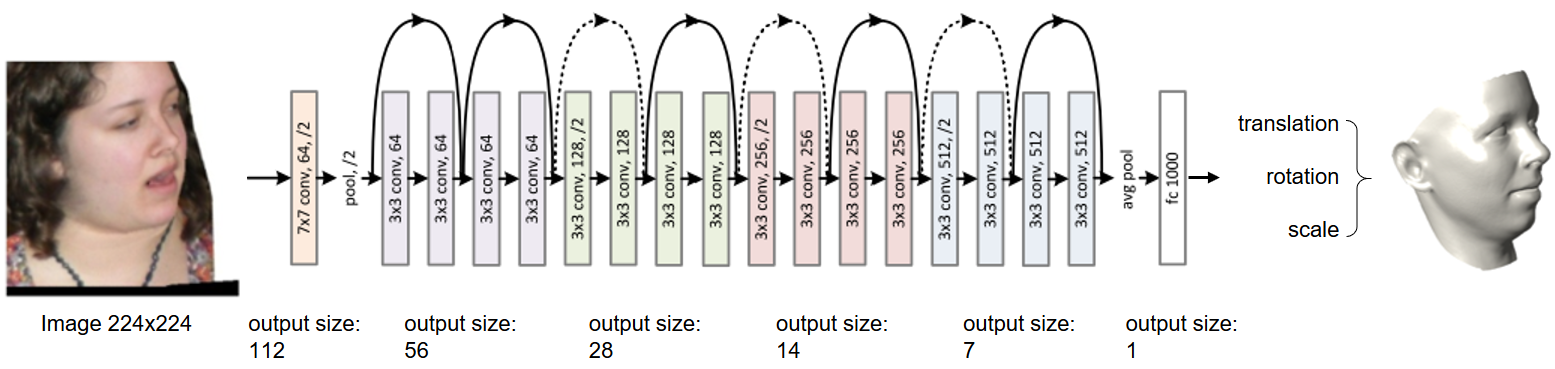 7x7 conv, 64, /2
pool, /2
3x3 conv, 64
3x3 conv, 64
3x3 conv, 64
3x3 conv, 64
3x3 conv, 128, /2
3x3 conv, 128
3x3 conv, 128
3x3 conv, 128
3x3 conv, 256, /2
3x3 conv, 256
3x3 conv, 256
3x3 conv, 256
3x3 conv, 512, /2
3x3 conv, 512
3x3 conv, 512
3x3 conv, 512
avg pool
fc 1000
translation
rotation
scale
Image 224x224
output size:
112
output size:
56
output size:
28
output size:
14
output size:
7
output size:
1